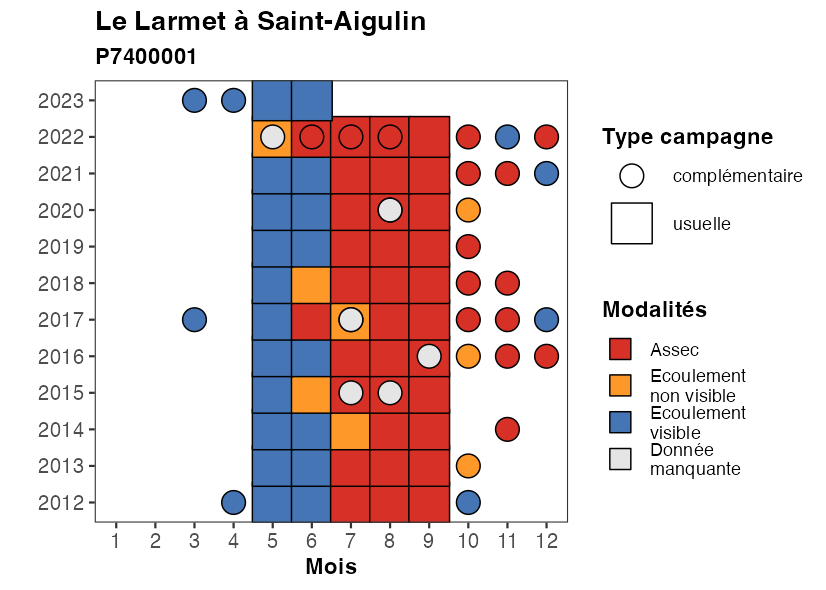 Le Larmet à Saint-Aigulin
P7400001
2023
2022
2021
2020
2019
2018
2017
2016
2015
2014
2013
2012
1 2 3 4 5 6 7 8 9 10 11 12
Mois
Type campagne
complémentaire
usuelle
Modalités
Assec
Ecoulement
non visible
Ecoulement
visible
Donnée
manquante